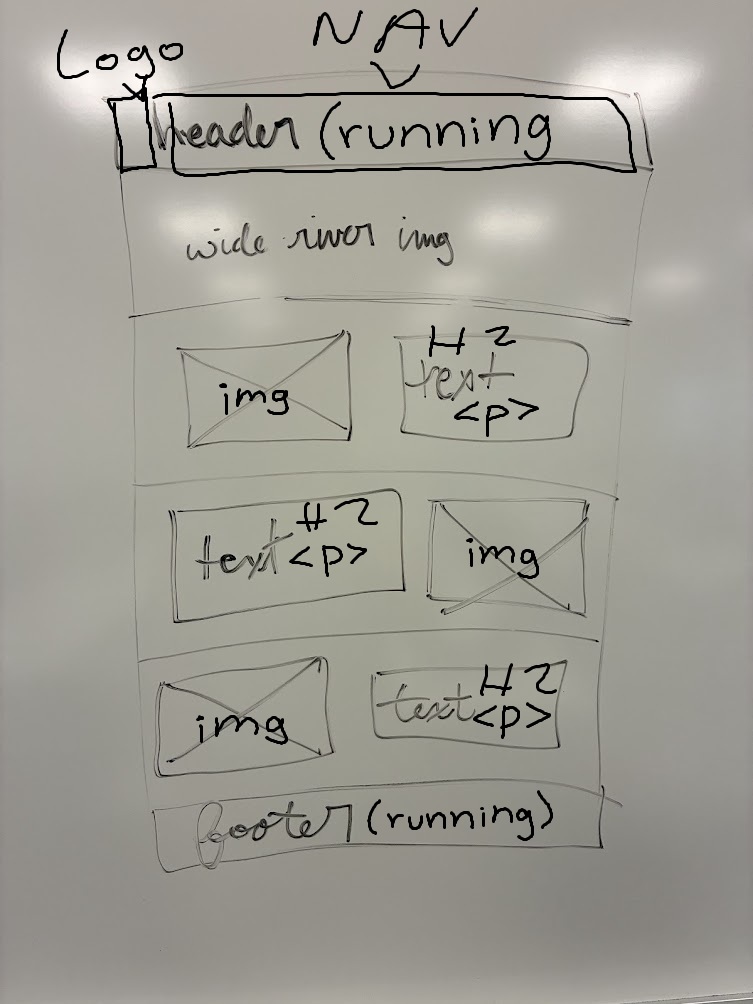 NAV
Logo
header (running
wide river img
img
H2
text
<p>
text H2
<p>
img
img
text H2
<p>
footer (running)